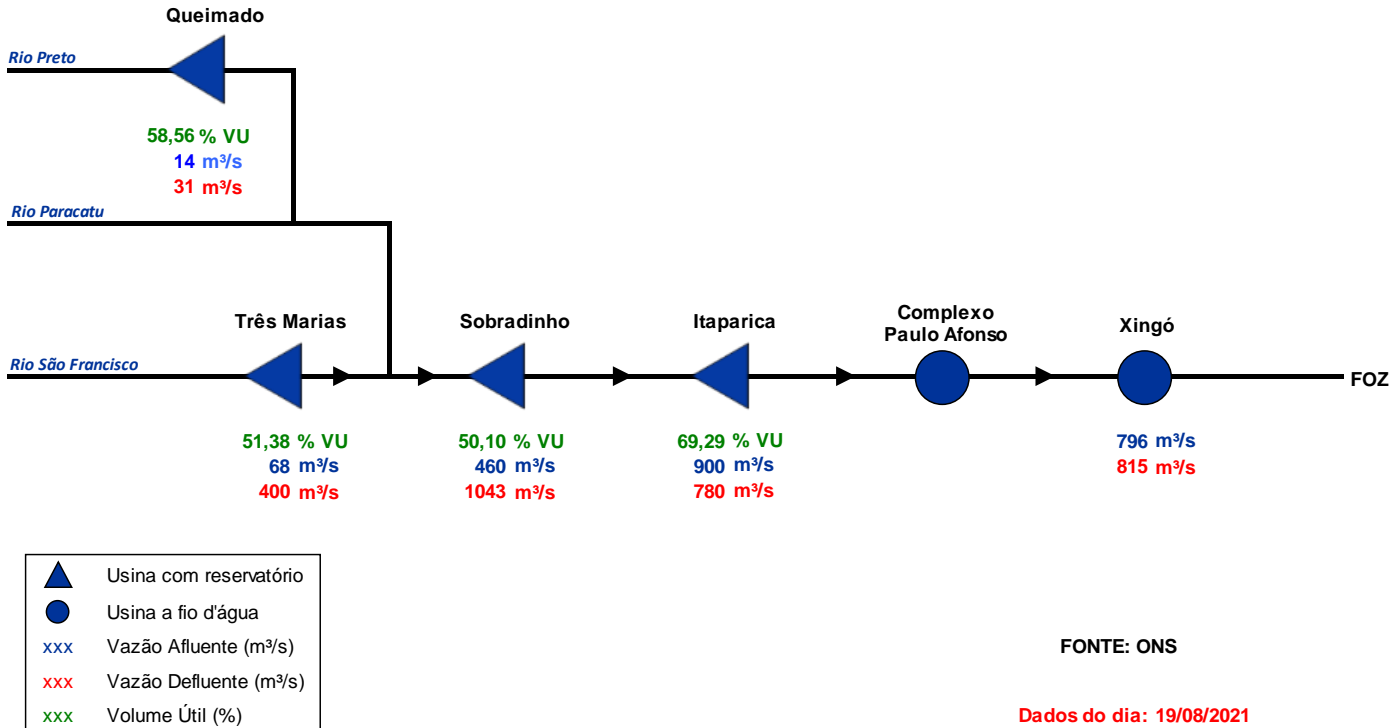 Queimado
Rio Preto
58,56 % VU
14 m³/s
31 m³/s
Rio Paracatu
Três Marias
Sobradinho
Itaparica
Complexo
Paulo Afonso
Xingó
Rio São Francisco
FOZ
51,38 % VU
68 m³/s
400 m³/s
50,10 % VU
460 m³/s
1043 m³/s
69,29 % VU
900 m³/s
780 m³/s
796 m³/s
815 m³/s
Usina com reservatório
Usina a fio d'água
xxx Vazão Afluente (m³/s)
xxx Vazão Defluente (m³/s)
xxx Volume Útil (%)
FONTE: ONS
Dados do dia: 19/08/2021